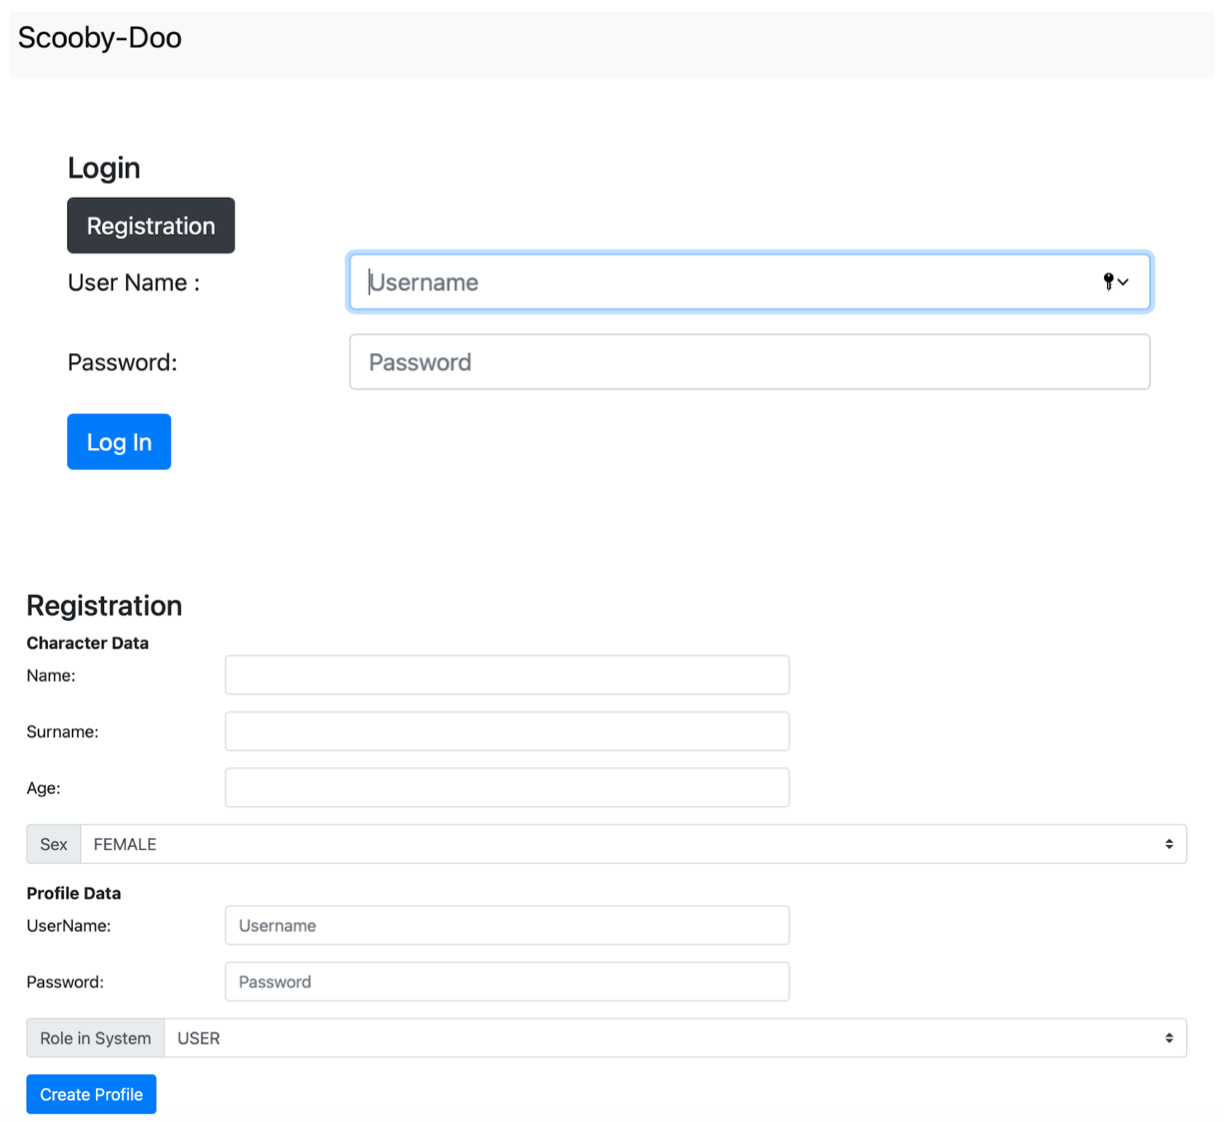 Scooby-Doo
Login
Registration
User Name : Username
Password: Password
Log In
Registration
Character Data
Name:
Surname:
Age:
Sex FEMALE
Profile Data
UserName: Username
Password: Password
Role in System USER
Create Profile